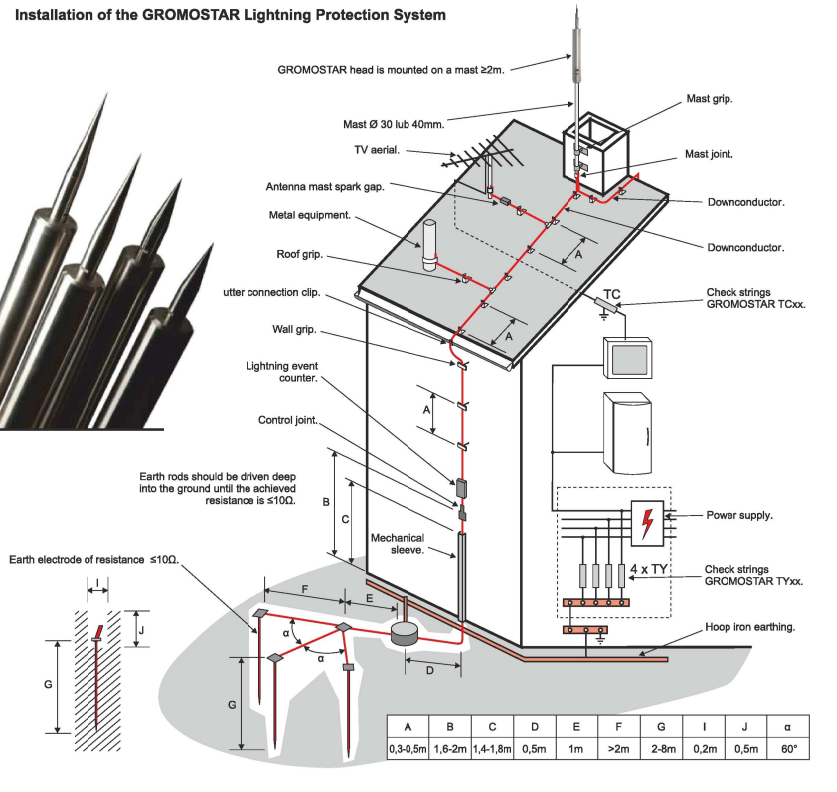 Installation of the GROMOSTAR Lightning Protection System
GROMOSTAR head is mounted on a mast ≥2m.
Mast grip.
Mast Ø 30 lub 40mm.
TV aerial.
Mast joint.
Antenna mast spark gap.
Downconductor.
Metal equipment.
Downconductor.
Roof grip.
A
utter connection clip.
TC
Check strings
GROMOSTAR TCxx.
Wall grip.
A
Lightning event
counter.
A
Control joint.
Earth rods should be driven deep
into the ground until the achieved
resistance is ≤10Ω.
B
C
Power supply.
Mechanical
sleeve.
Earth electrode of resistance ≤10Ω.
4 x TY
Check strings
GROMOSTAR TYxx.
I
F
E
J
α
α
Hoop iron earthing.
G
D
G
A B C D E F G I J α
0,3-0,5m 1,6-2m 1,4-1,8m 0,5m 1m >2m 2-8m 0,2m 0,5m 60°